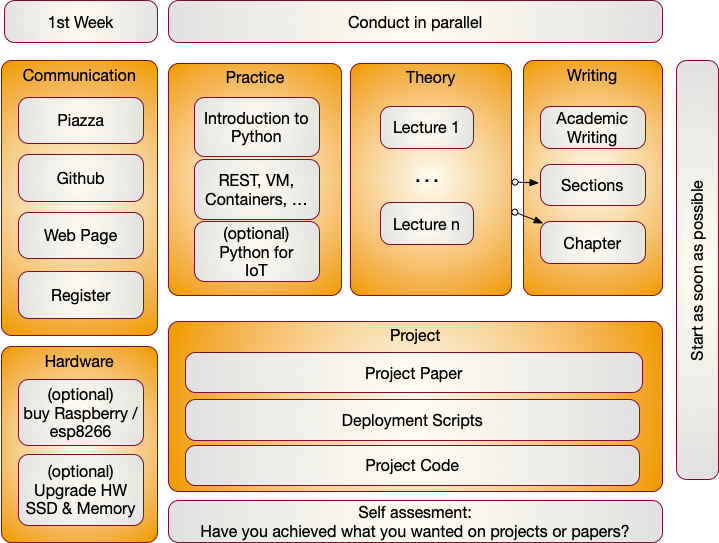 1st Week
Conduct in parallel
Communication
Piazza
Github
Web Page
Register
Practice
Introduction to
Python
REST, VM,
Containers, …
(optional)
Python for
IoT
Theory
Lecture 1
...
Lecture n
Writing
Academic
Writing
Sections
Chapter
Start as soon as possible
Hardware
(optional)
buy Raspberry /
esp8266
(optional)
Upgrade HW
SSD & Memory
Project
Project Paper
Deployment Scripts
Project Code
Self assesment:
Have you achieved what you wanted on projects or papers?